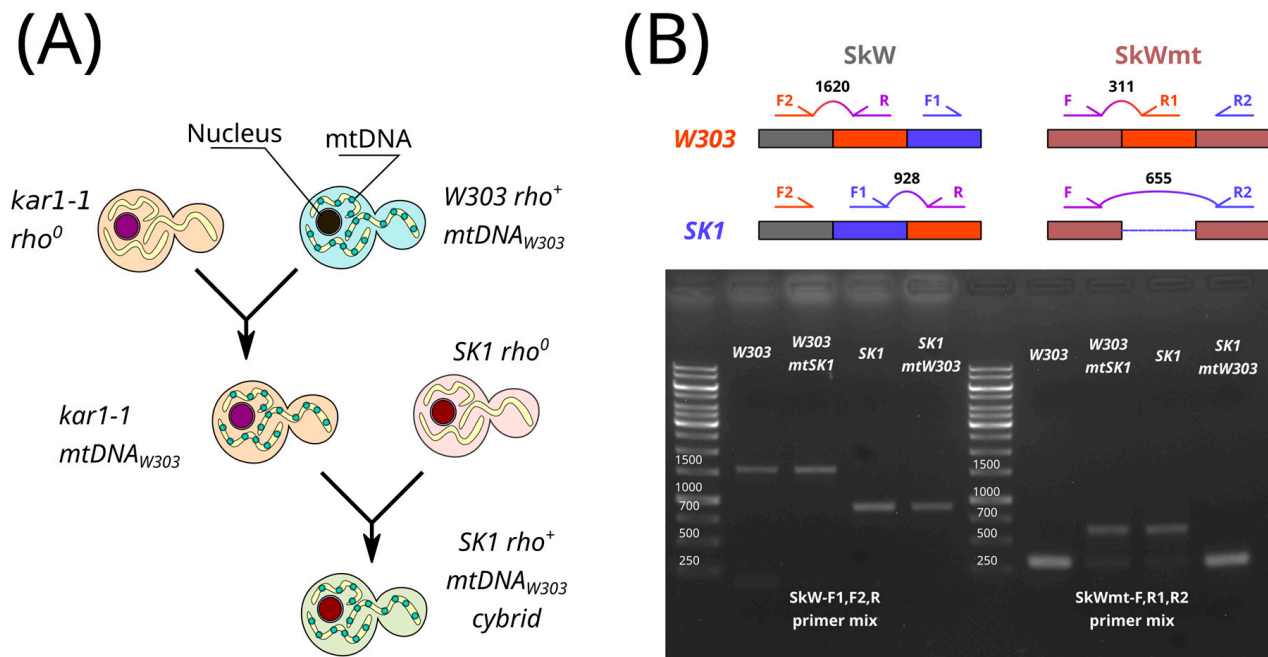 (A)
Nucleus
mtDNA
kar1-1
rho⁰
W303 rho⁺
mtDNA_W303
SK1 rho⁰
kar1-1
mtDNA_W303
SK1 rho⁺
mtDNA_W303
cybrid
(B)
SkW
SkWmt
1620
F2 R F1
311
F R1 R2
W303
928
F2 F1 R
655
F R2
SK1
W303
W303
mtSK1
SK1
SK1
mtW303
W303
W303
mtSK1
SK1
SK1
mtW303
1500
1000
700
500
250
1500
1000
700
500
250
SkW-F1,F2,R
primer mix
SkWmt-F,R1,R2
primer mix